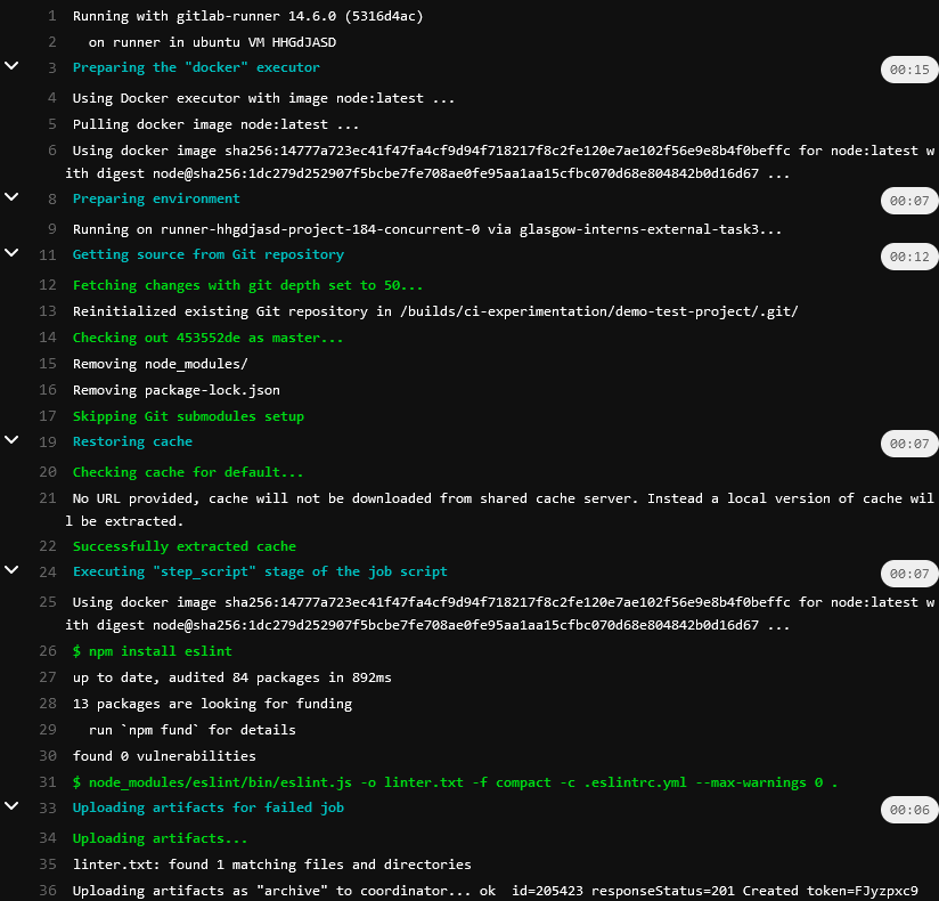 1 Running with gitlab-runner 14.6.0 (5316d4ac)
2 on runner in ubuntu VM HHGdJASD
3 Preparing the "docker" executor 00:15
4 Using Docker executor with image node:latest ...
5 Pulling docker image node:latest ...
6 Using docker image sha256:14777a723ec41f47fa4cf9d94f718217f8c2fe120e7ae102f56e9e8b4f0beffc for node:latest w
ith digest node@sha256:1dc279d252907f5bcbe7fe708ae0fe95aa1aa15cfbc070d68e804842b0d16d67 ...
8 Preparing environment 00:07
9 Running on runner-hhgdjasd-project-184-concurrent-0 via glasgow-interns-external-task3...
11 Getting source from Git repository 00:12
12 Fetching changes with git depth set to 50...
13 Reinitialized existing Git repository in /builds/ci-experimentation/demo-test-project/.git/
14 Checking out 453552de as master...
15 Removing node_modules/
16 Removing package-lock.json
17 Skipping Git submodules setup
19 Restoring cache 00:07
20 Checking cache for default...
21 No URL provided, cache will not be downloaded from shared cache server. Instead a local version of cache wil
l be extracted.
22 Successfully extracted cache
24 Executing "step_script" stage of the job script 00:07
25 Using docker image sha256:14777a723ec41f47fa4cf9d94f718217f8c2fe120e7ae102f56e9e8b4f0beffc for node:latest w
ith digest node@sha256:1dc279d252907f5bcbe7fe708ae0fe95aa1aa15cfbc070d68e804842b0d16d67 ...
26 $ npm install eslint
27 up to date, audited 84 packages in 892ms
28 13 packages are looking for funding
29 run `npm fund` for details
30 found 0 vulnerabilities
31 $ node_modules/eslint/bin/eslint.js -o linter.txt -f compact -c .eslintrc.yml --max-warnings 0 .
33 Uploading artifacts for failed job 00:06
34 Uploading artifacts...
35 linter.txt: found 1 matching files and directories
36 Uploading artifacts as "archive" to coordinator... ok id=205423 responseStatus=201 Created token=FJyzpxc9